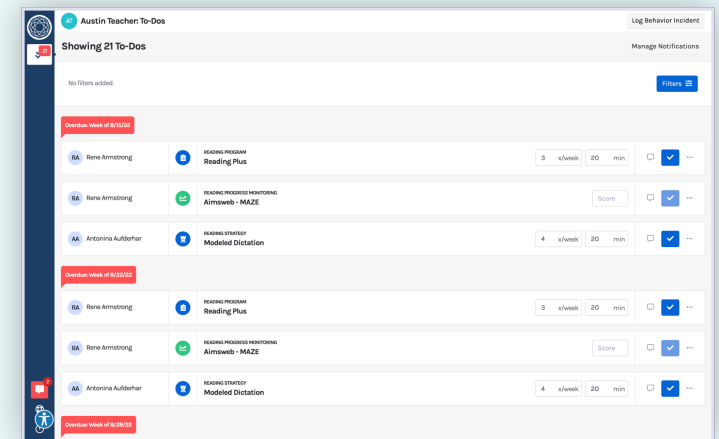 AT Austin Teacher: To-Dos
Log Behavior Incident
21
Showing 21 To-Dos
Manage Notifications
No filters added.
Filters
Overdue: Week of 8/15/22
RA Rene Armstrong
READING PROGRAM
Reading Plus
3 x/week 20 min
RA Rene Armstrong
READING PROGRESS MONITORING
Aimsweb - MAZE
Score
AA Antonina Aufderhar
READING STRATEGY
Modeled Dictation
4 x/week 20 min
Overdue: Week of 8/22/22
RA Rene Armstrong
READING PROGRAM
Reading Plus
3 x/week 20 min
RA Rene Armstrong
READING PROGRESS MONITORING
Aimsweb - MAZE
Score
2
AA Antonina Aufderhar
READING STRATEGY
Modeled Dictation
4 x/week 20 min
Overdue: Week of 8/29/22